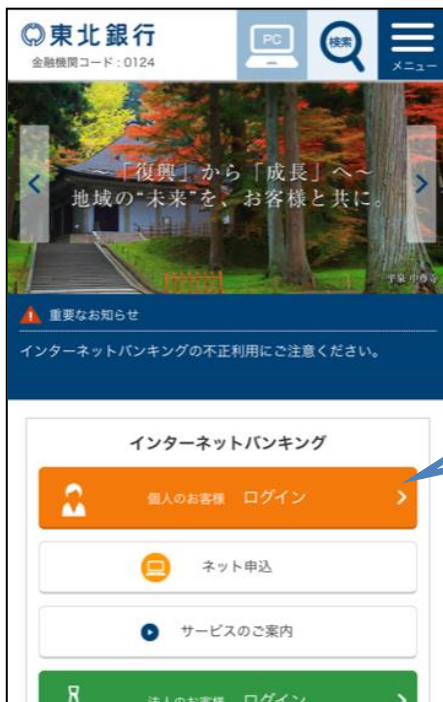 東北銀行
金融機関コード : 0124
PC
検索
メニュー
～「復興」から「成長」へ～
地域の“未来”を、お客様と共に。
平泉 中尊寺
重要なお知らせ
インターネットバンキングの不正利用にご注意ください。
インターネットバンキング
個人のお客様 ログイン
ネット申込
サービスのご案内
法人のお客様 ログイン